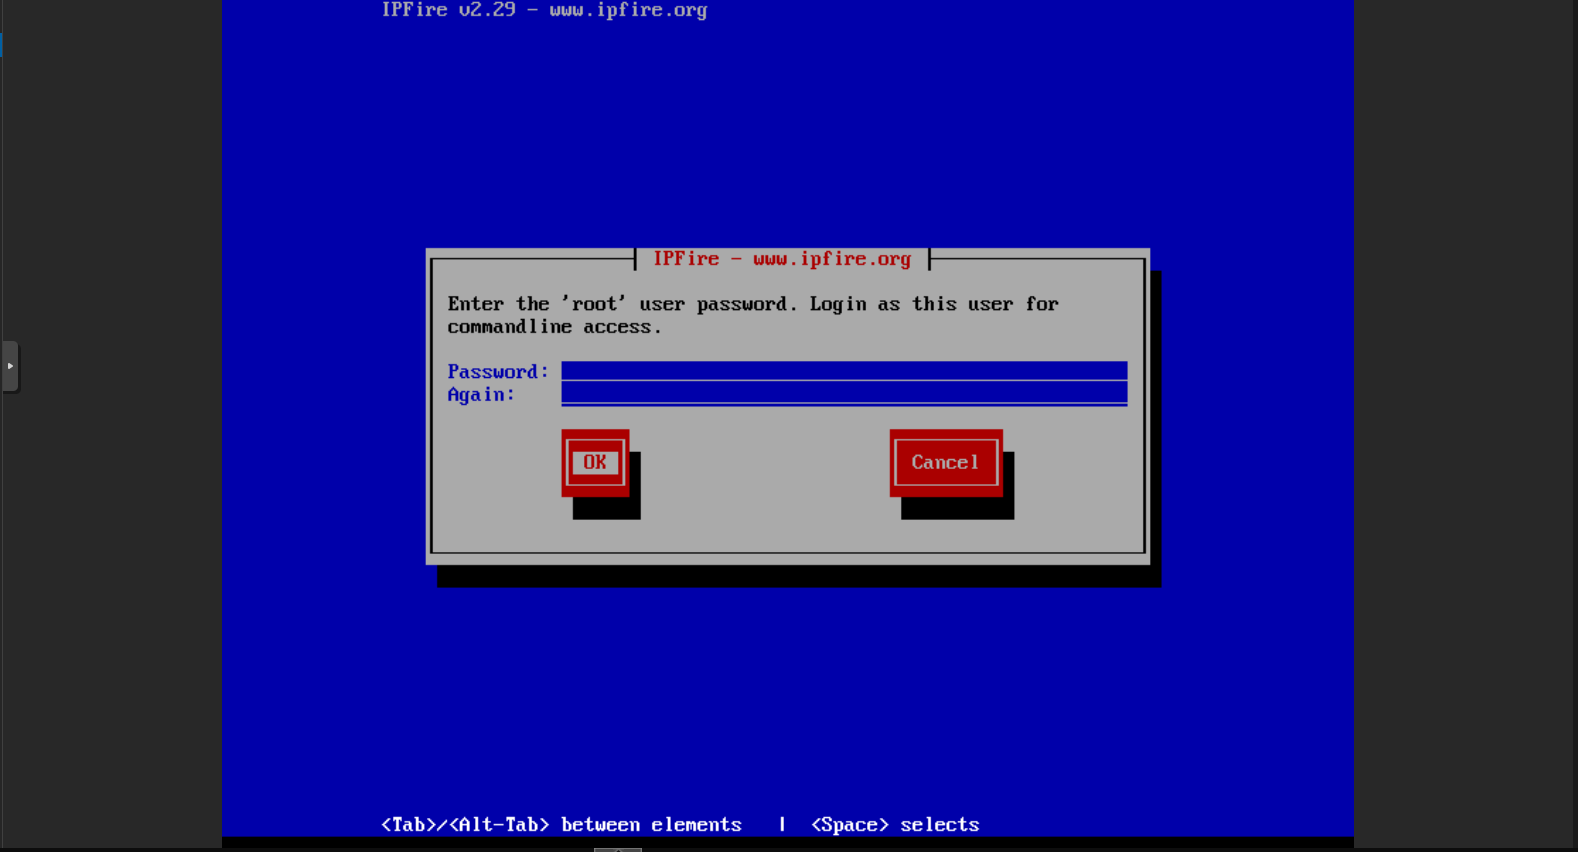 IPFire v2.29 - www.ipfire.org
IPFire - www.ipfire.org
Enter the 'root' user password. Login as this user for
commandline access.
Password:
Again:
OK
Cancel
<Tab>/<Alt-Tab> between elements | <Space> selects